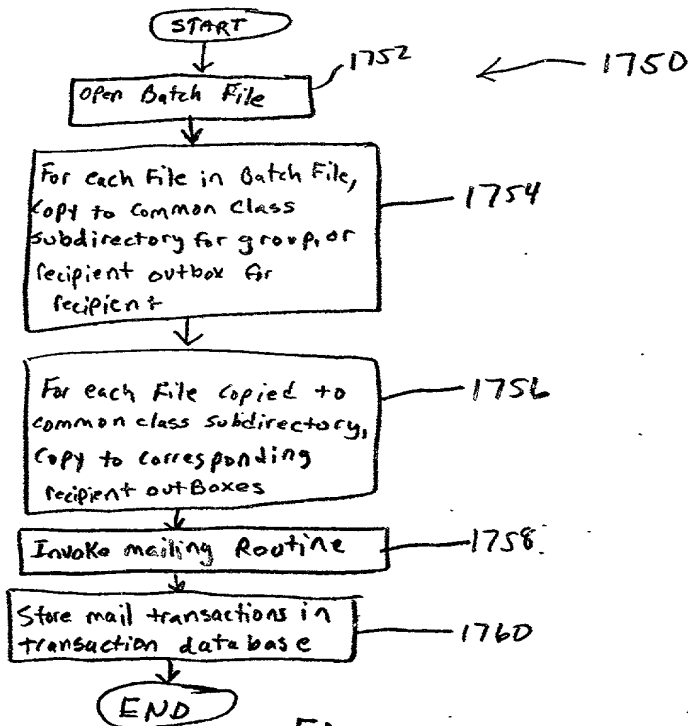 START
1752
1750
Open Batch File
For each File in Batch File,
Copy to common class
subdirectory for group, or
recipient outbox for
recipient
1754
For each File copied to
common class subdirectory,
Copy to corresponding
recipient outBoxes
1756
Invoke mailing Routine
1758
Store mail transactions in
transaction database
1760
END